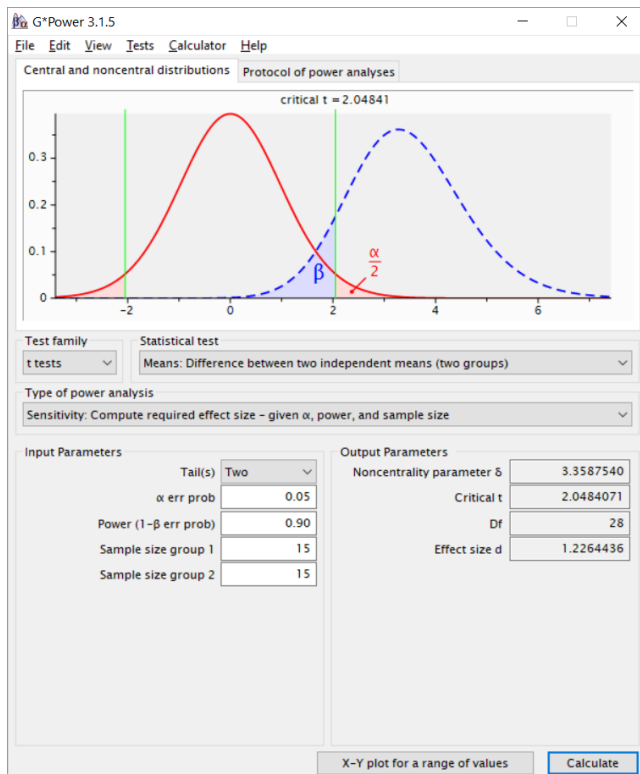 G*Power 3.1.5
File Edit View Tests Calculator Help
Central and noncentral distributions Protocol of power analyses
critical t = 2.04841
0.3
0.2
0.1
0
β
α
2
-2 0 2 4 6
Test family Statistical test
t tests Means: Difference between two independent means (two groups)
Type of power analysis
Sensitivity: Compute required effect size – given α, power, and sample size
Input Parameters
Tail(s) Two
α err prob 0.05
Power (1-β err prob) 0.90
Sample size group 1 15
Sample size group 2 15
Output Parameters
Noncentrality parameter δ 3.3587540
Critical t 2.0484071
Df 28
Effect size d 1.2264436
X-Y plot for a range of values Calculate